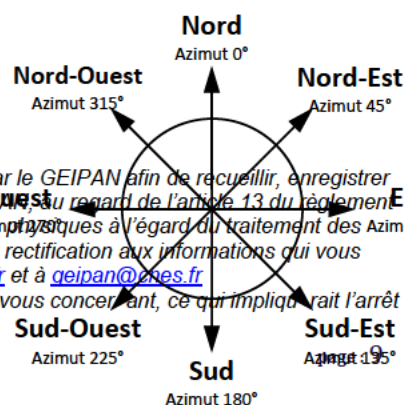 Nord
Azimut 0°
Nord-Ouest
Nord-Est
Azimut 315°
Azimut 45°
ar le GEIPAN afin de recueillir, enregistrer
au regard de l'article 13 du règlement
physiques à l'égard du traitement des
Azim
rectification aux informations qui vous
r et à geipan@cnes.fr
vous concernant, ce qui impliquerait l'arrêt
Sud-Ouest
Sud-Est
Azimut 225°
Azimut 135°
Sud
Azimut 180°